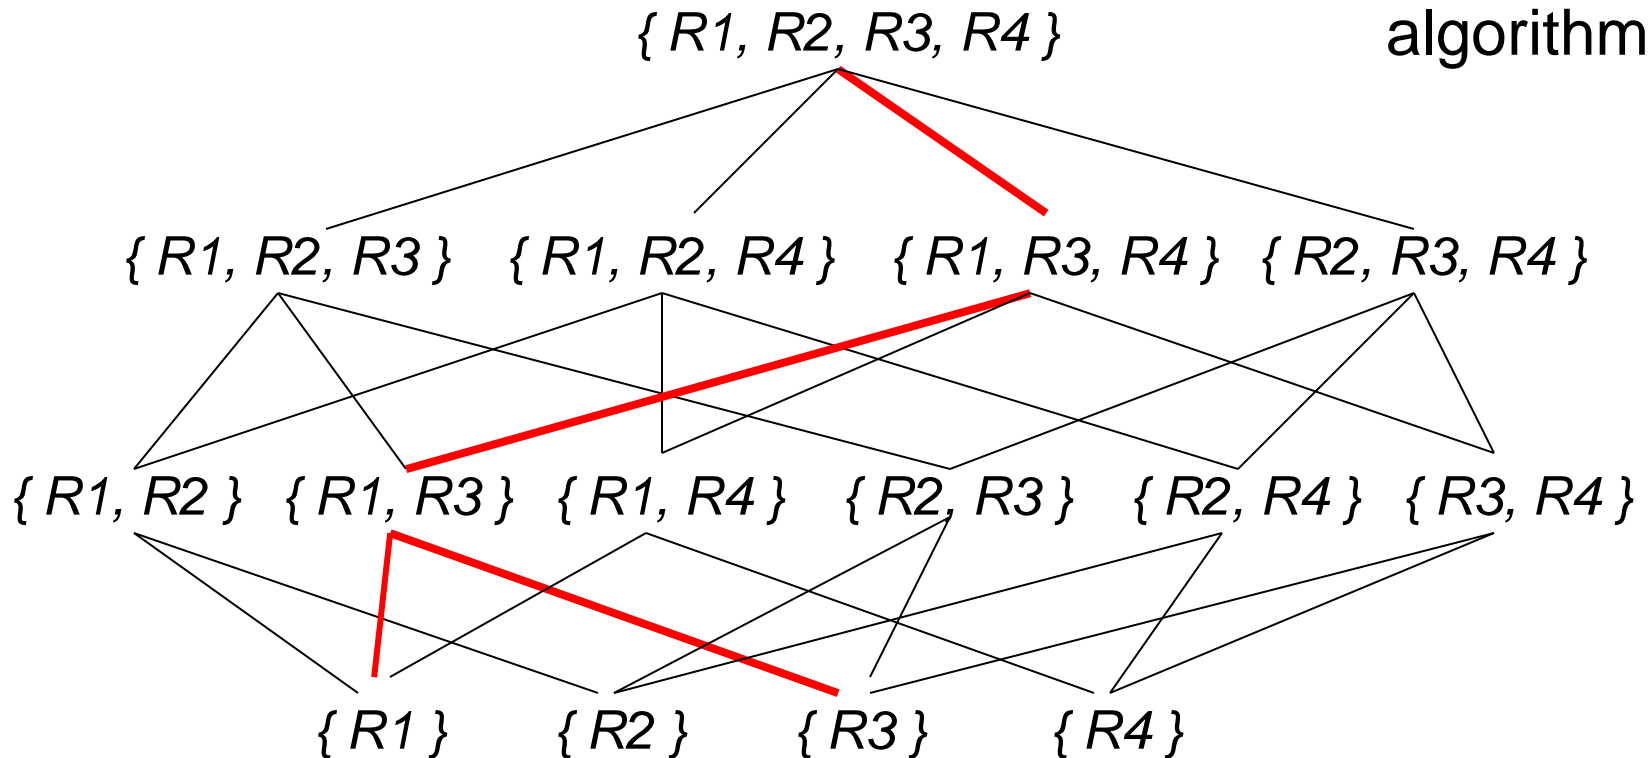 { R1, R2, R3, R4 } algorithm
{ R1, R2, R3 } { R1, R2, R4 } { R1, R3, R4 } { R2, R3, R4 }
{ R1, R2 } { R1, R3 } { R1, R4 } { R2, R3 } { R2, R4 } { R3, R4 }
{ R1 } { R2 } { R3 } { R4 }